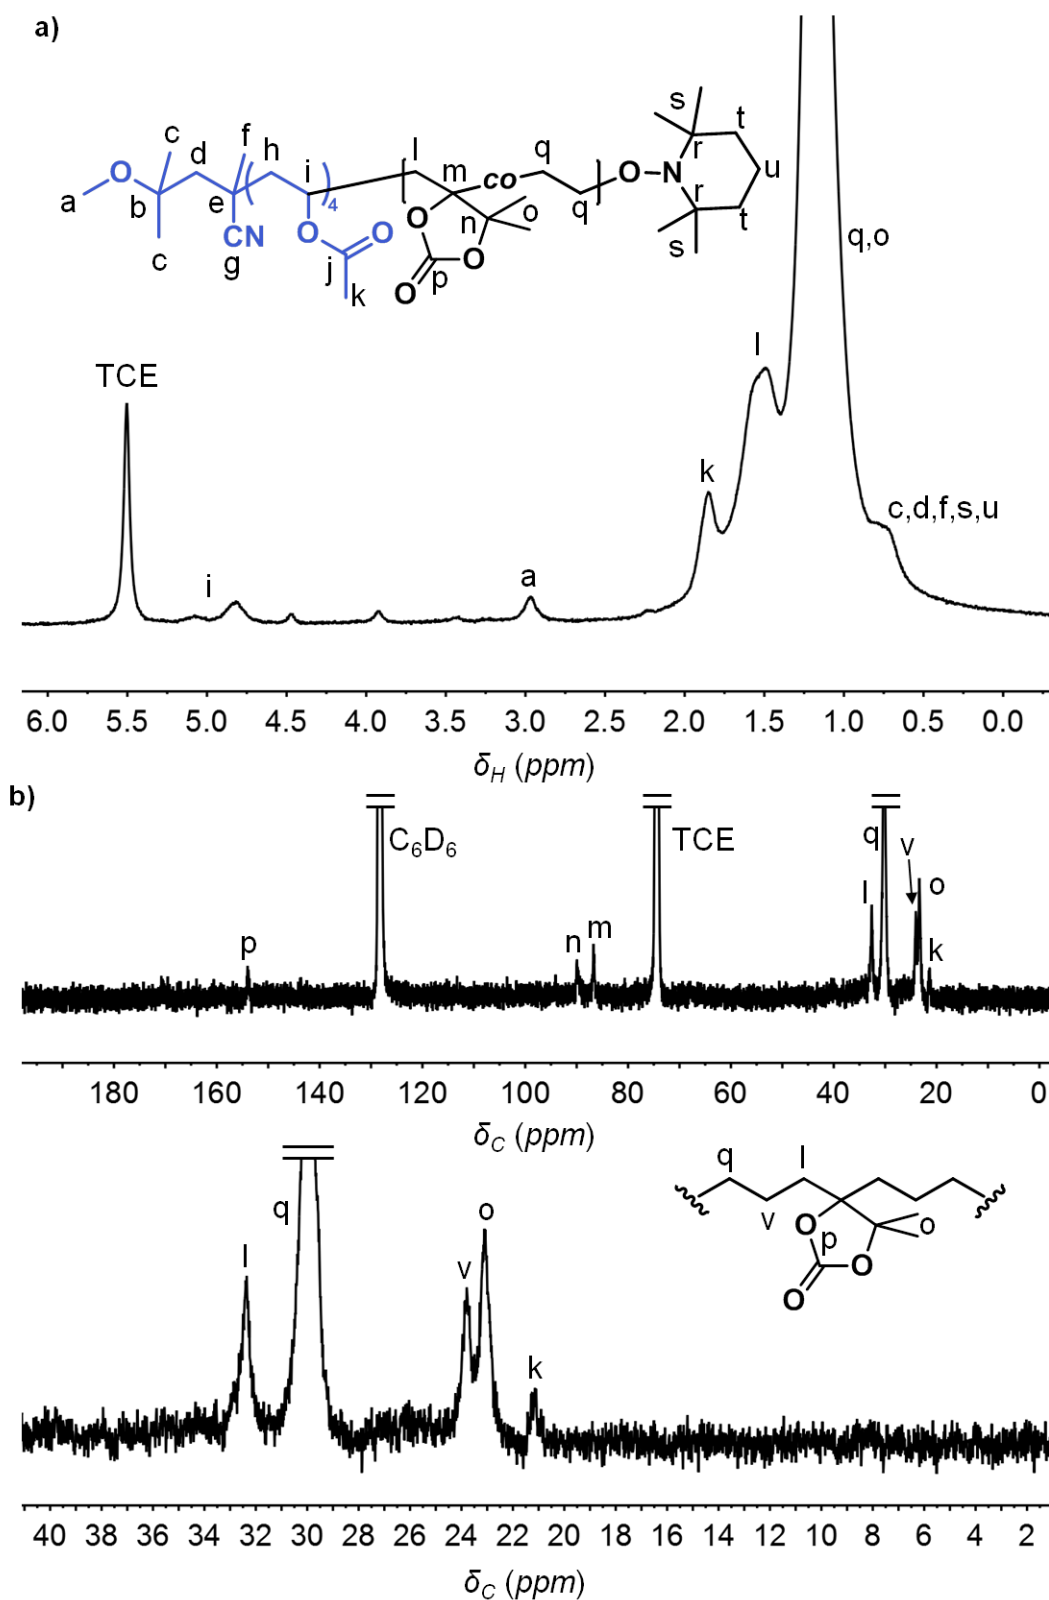 a)
c d f h i l m q s r t u
a O b c e CN g 4 O O j k
co q O N r s t
O n O o O p
q,o
TCE
l
k
c,d,f,s,u
i
a
6.0 5.5 5.0 4.5 4.0 3.5 3.0 2.5 2.0 1.5 1.0 0.5 0.0
δH (ppm)
b)
C6D6
TCE
q
v
l
o
p
n
m
k
180 160 140 120 100 80 60 40 20 0
δC (ppm)
q
l
v
o
k
q l
v
O p O o
O
40 38 36 34 32 30 28 26 24 22 20 18 16 14 12 10 8 6 4 2
δC (ppm)